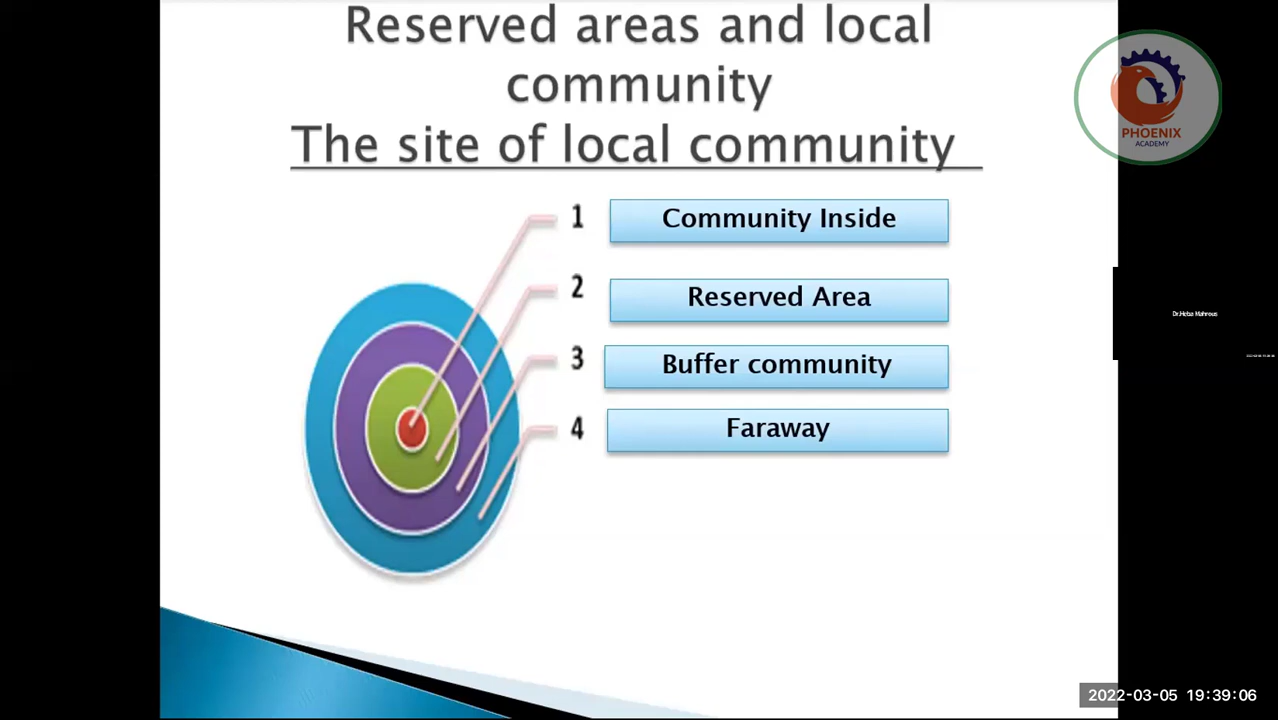 Reserved areas and local
community
The site of local community
PHOENIX
ACADEMY
1 Community Inside
2 Reserved Area
Dr.Heba Mahrous
3 Buffer community
4 Faraway
2022-03-05 19:39:06